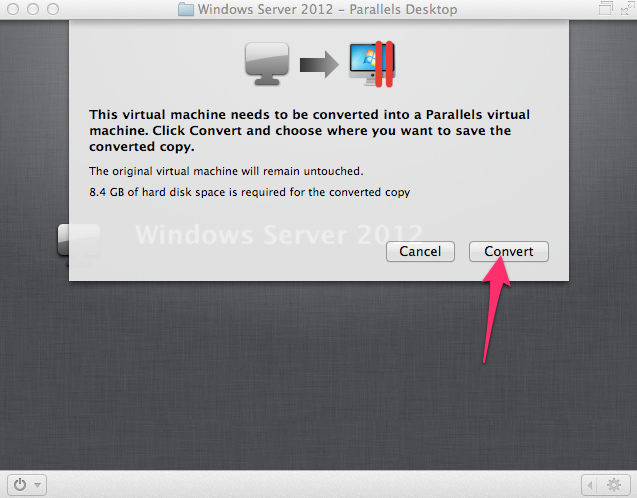 Windows Server 2012 – Parallels Desktop
This virtual machine needs to be converted into a Parallels virtual
machine. Click Convert and choose where you want to save the
converted copy.
The original virtual machine will remain untouched.
8.4 GB of hard disk space is required for the converted copy
Windows Server 2012
Cancel
Convert